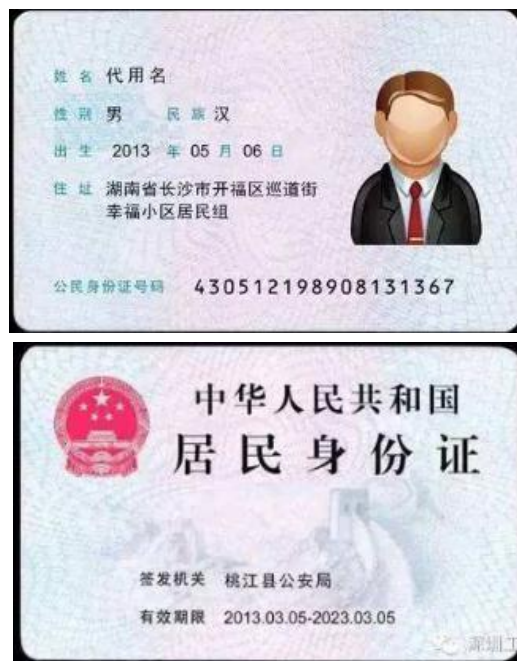 姓名 代用名
性别 男 民族 汉
出生 2013 年 05 月 06 日
住址 湖南省长沙市开福区巡道街
幸福小区居民组
公民身份证号码 430512198908131367
中华人民共和国
居民身份证
签发机关 桃江县公安局
有效期限 2013.03.05-2023.03.05
深圳工